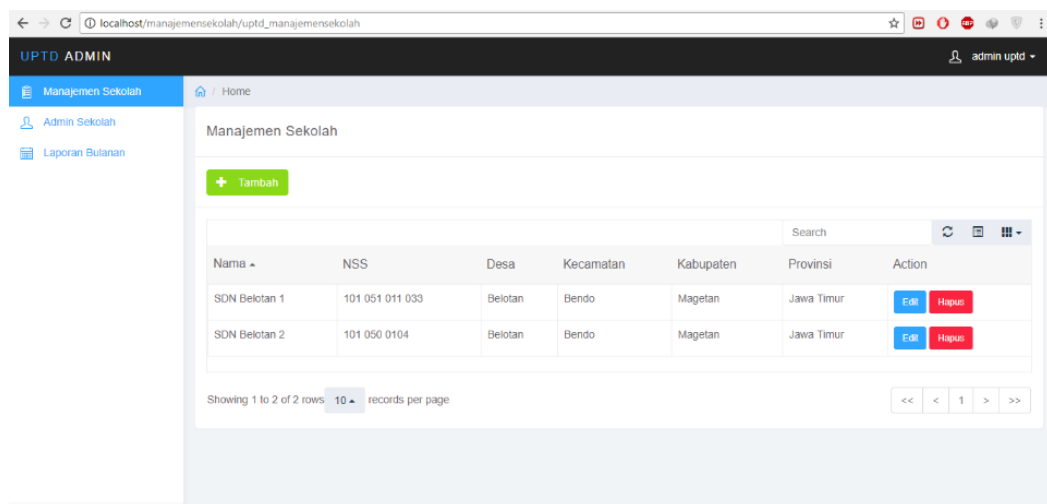 localhost/manajemensekolah/uptd_manajemensekolah
UPTD ADMIN
admin uptd
Manajemen Sekolah
Admin Sekolah
Laporan Bulanan
/ Home
Manajemen Sekolah
+ Tambah
Search
Nama NSS Desa Kecamatan Kabupaten Provinsi Action
SDN Belotan 1 101 051 011 033 Belotan Bendo Magetan Jawa Timur Edit Hapus
SDN Belotan 2 101 050 0104 Belotan Bendo Magetan Jawa Timur Edit Hapus
Showing 1 to 2 of 2 rows 10 records per page
<< < 1 > >>